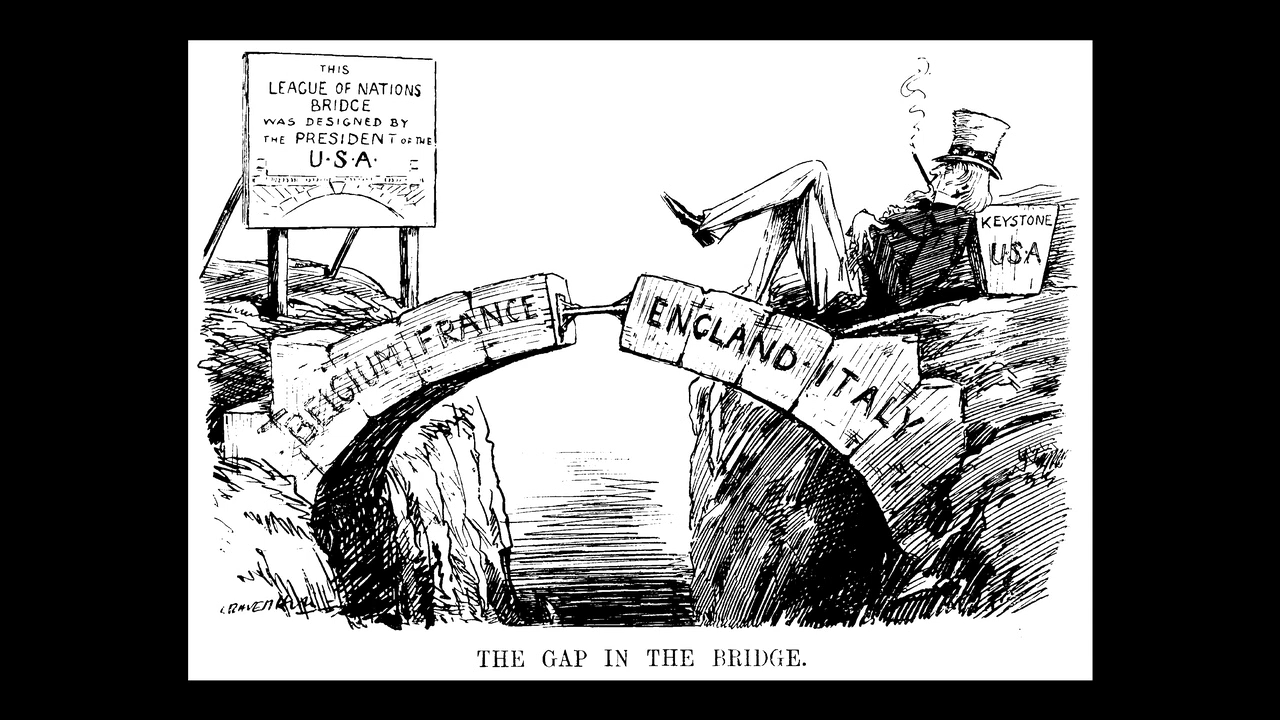 THIS
LEAGUE OF NATIONS
BRIDGE
WAS DESIGNED BY
THE PRESIDENT OF THE
U.S.A.
KEYSTONE
U.S.A
BELGIUM FRANCE
ENGLAND · ITALY
THE GAP IN THE BRIDGE.